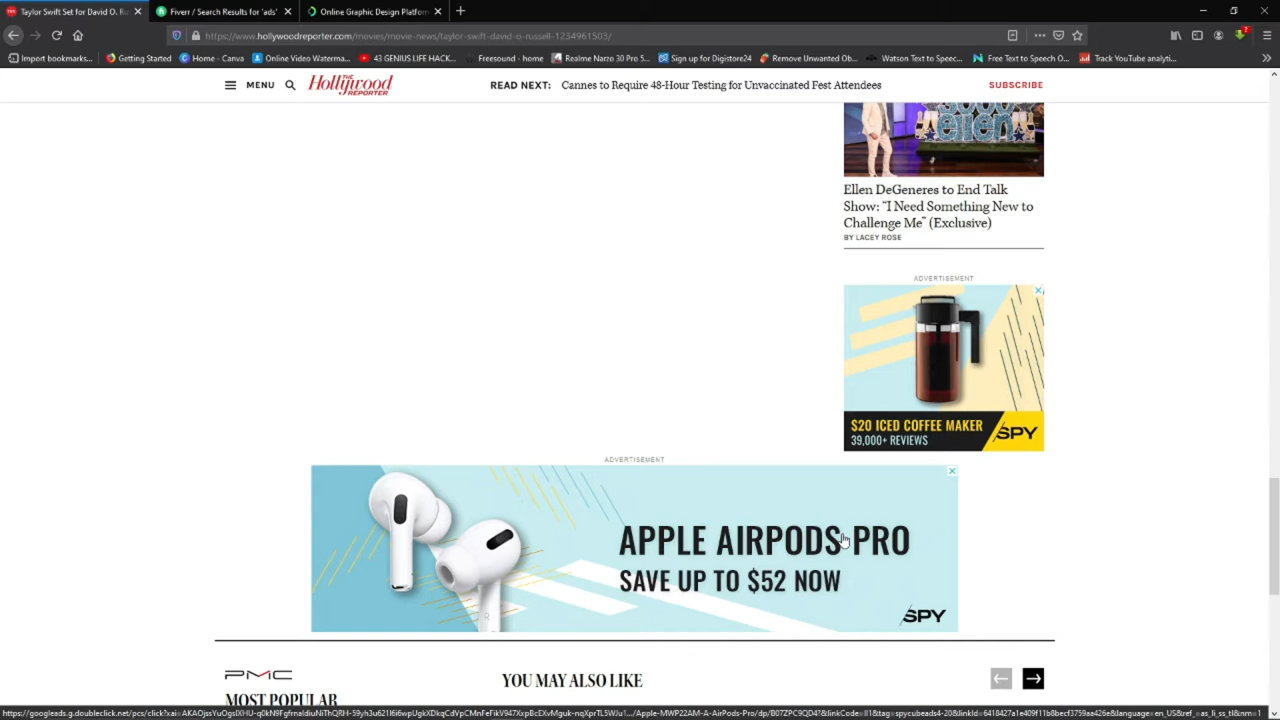 Taylor Swift Set for David O. Ru
Fiverr / Search Results for 'ads'
Online Graphic Design Platform
https://www.hollywoodreporter.com/movies/movie-news/taylor-swift-david-o-russell-1234961503/
Import bookmarks...
Getting Started
Home - Canva
Online Video Waterma...
43 GENIUS LIFE HACK...
Freesound - home
Realme Narzo 30 Pro 5...
Sign up for Digistore24
Remove Unwanted Ob...
Watson Text to Speec...
Free Text to Speech O...
Track YouTube analyti...
MENU
THE Hollywood REPORTER
READ NEXT: Cannes to Require 48-Hour Testing for Unvaccinated Fest Attendees
SUBSCRIBE
ellen
Ellen DeGeneres to End Talk
Show: “I Need Something New to
Challenge Me” (Exclusive)
BY LACEY ROSE
ADVERTISEMENT
$20 ICED COFFEE MAKER
39,000+ REVIEWS
SPY
ADVERTISEMENT
APPLE AIRPODS PRO
SAVE UP TO $52 NOW
SPY
PMC
MOST POPULAR
YOU MAY ALSO LIKE